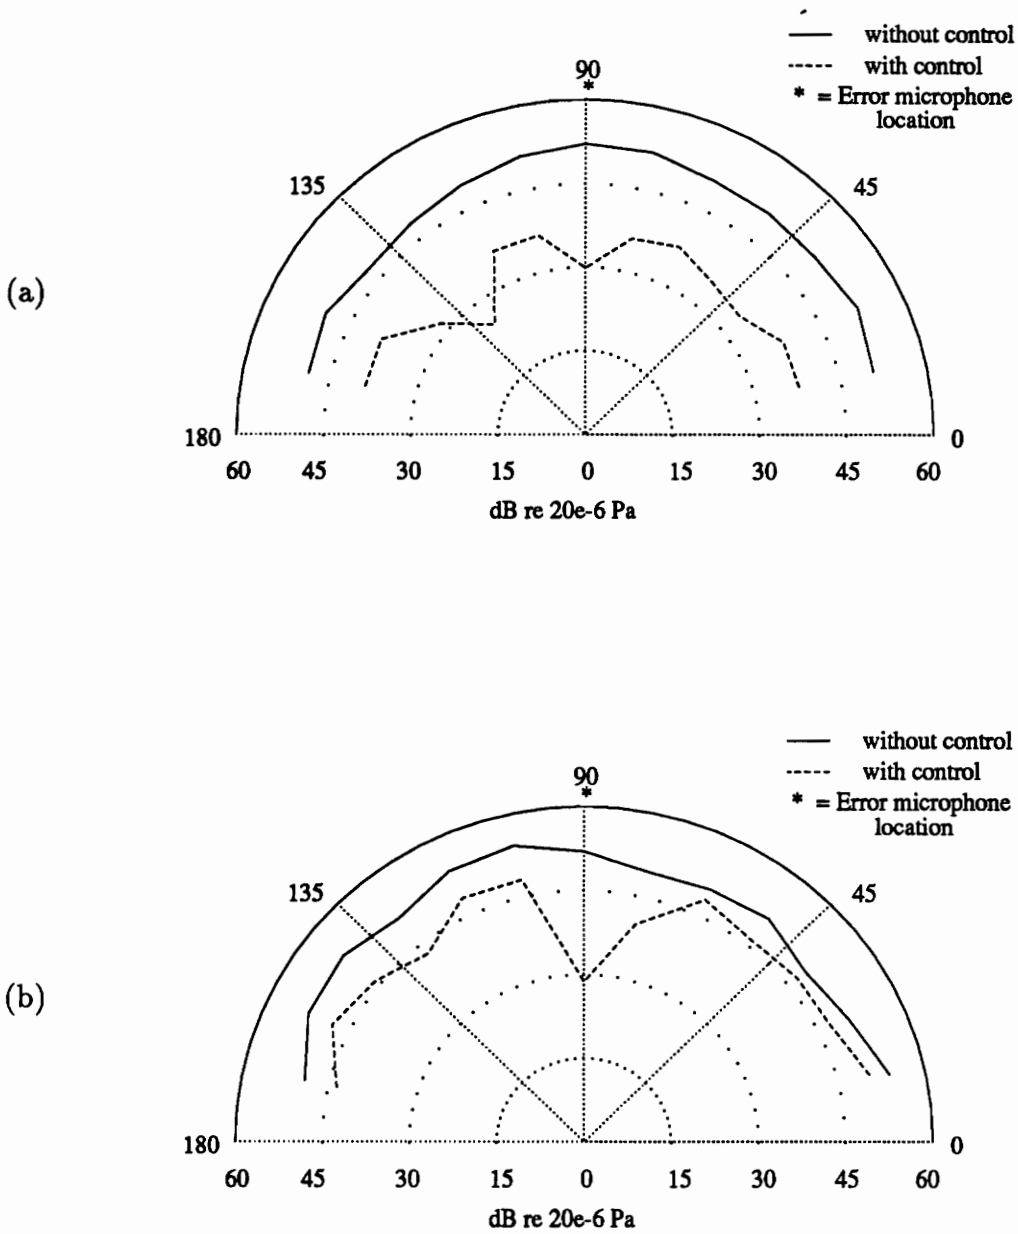 without control
with control
* = Error microphone
location
90
*
135
45
(a)
180
0
60 45 30 15 0 15 30 45 60
dB re 20e-6 Pa
without control
with control
* = Error microphone
location
90
*
135
45
(b)
180
0
60 45 30 15 0 15 30 45 60
dB re 20e-6 Pa